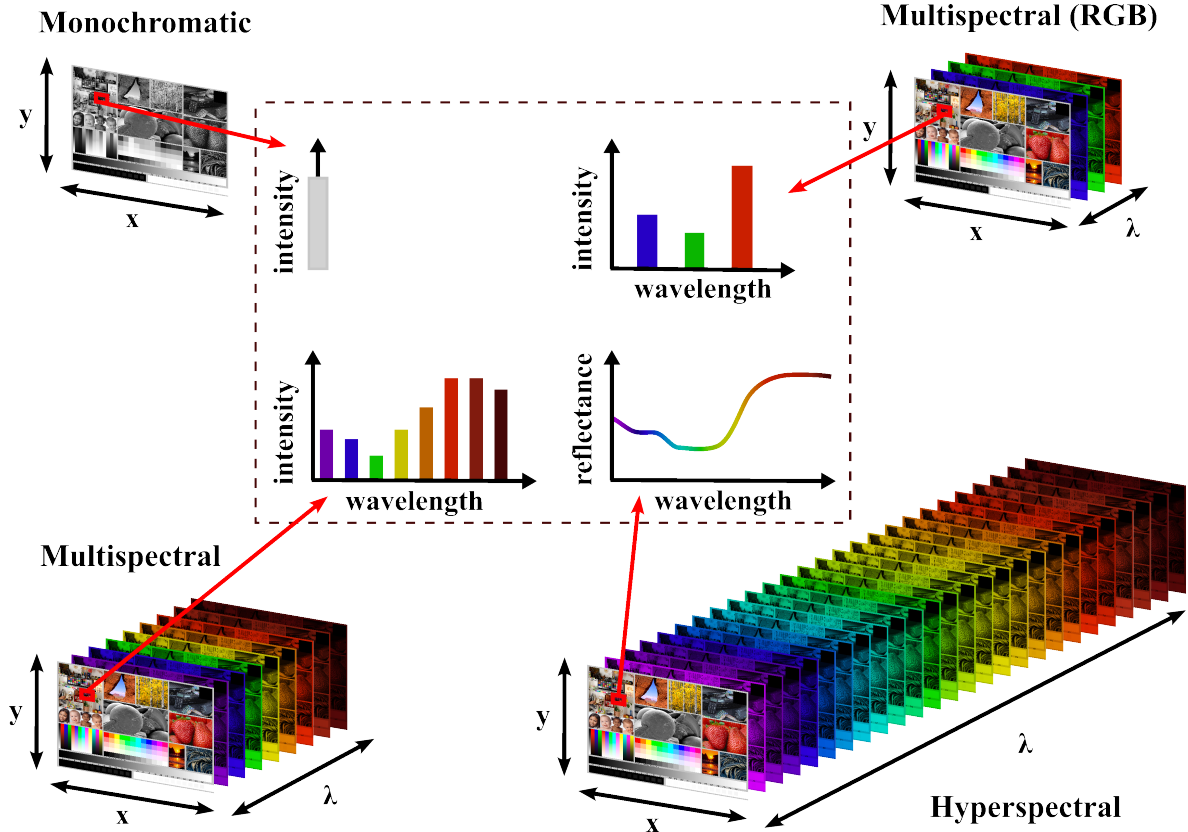 Monochromatic
Multispectral (RGB)
y
x
intensity
intensity
wavelength
y
x
λ
intensity
wavelength
reflectance
wavelength
Multispectral
y
x
λ
y
x
λ
Hyperspectral